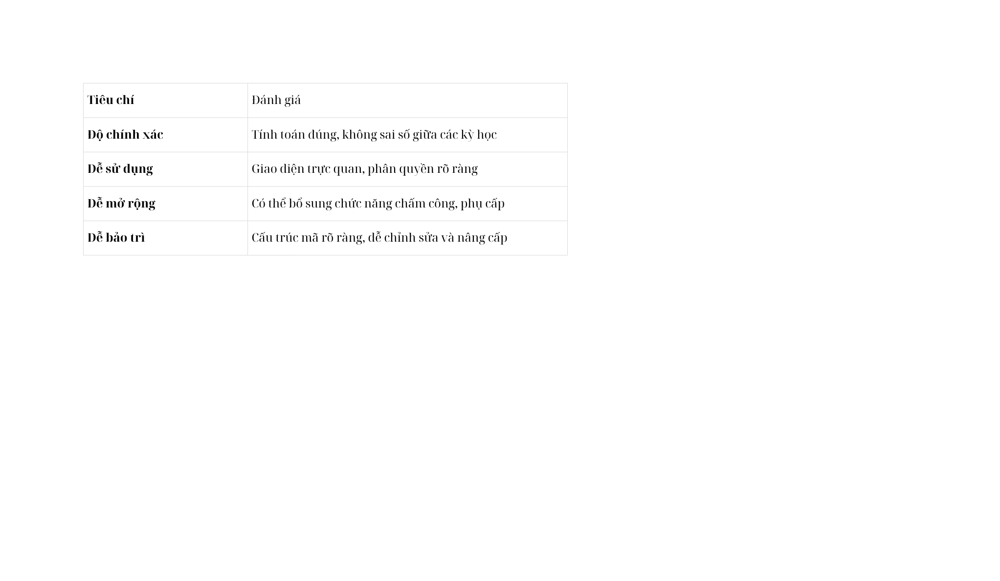 Tiêu chí	Đánh giá
Độ chính xác	Tính toán đúng, không sai số giữa các kỳ học
Dễ sử dụng	Giao diện trực quan, phân quyền rõ ràng
Dễ mở rộng	Có thể bổ sung chức năng chấm công, phụ cấp
Dễ bảo trì	Cấu trúc mã rõ ràng, dễ chỉnh sửa và nâng cấp